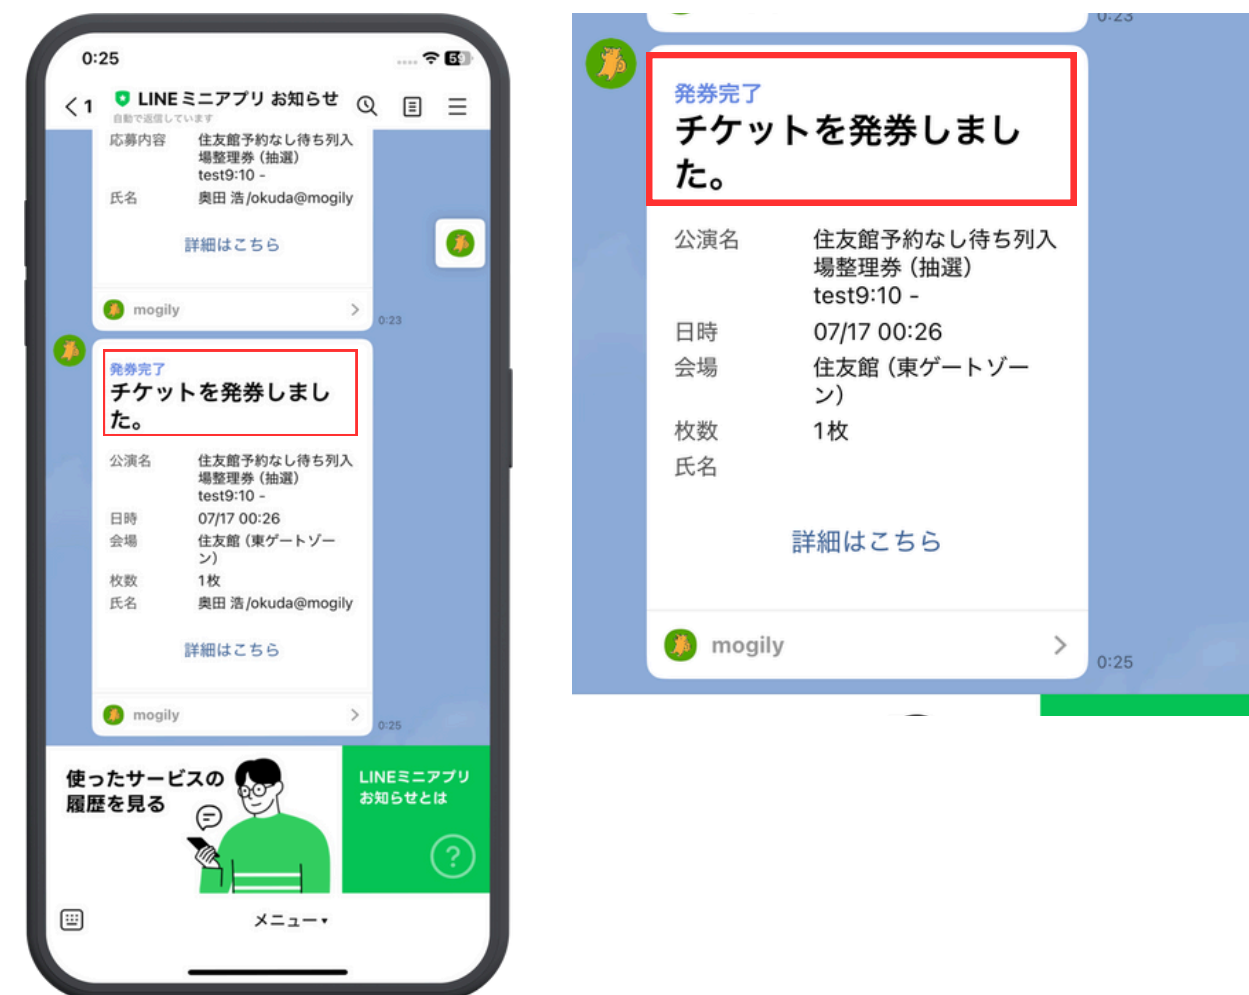 0:25
59
1
LINEミニアプリ お知らせ
自動で返信しています
応募内容 住友館予約なし待ち列入
場整理券（抽選）
test9:10 -
氏名 奥田 浩/okuda@mogily
詳細はこちら
mogily
0:23
発券完了
チケットを発券しまし
た。
公演名 住友館予約なし待ち列入
場整理券（抽選）
test9:10 -
日時 07/17 00:26
会場 住友館（東ゲートゾー
ン）
枚数 1枚
氏名 奥田 浩/okuda@mogily
詳細はこちら
mogily
0:25
使ったサービスの
履歴を見る
LINEミニアプリ
お知らせとは
?
メニュー▾
0:23
発券完了
チケットを発券しまし
た。
公演名 住友館予約なし待ち列入
場整理券（抽選）
test9:10 -
日時 07/17 00:26
会場 住友館（東ゲートゾー
ン）
枚数 1枚
氏名
詳細はこちら
mogily
0:25